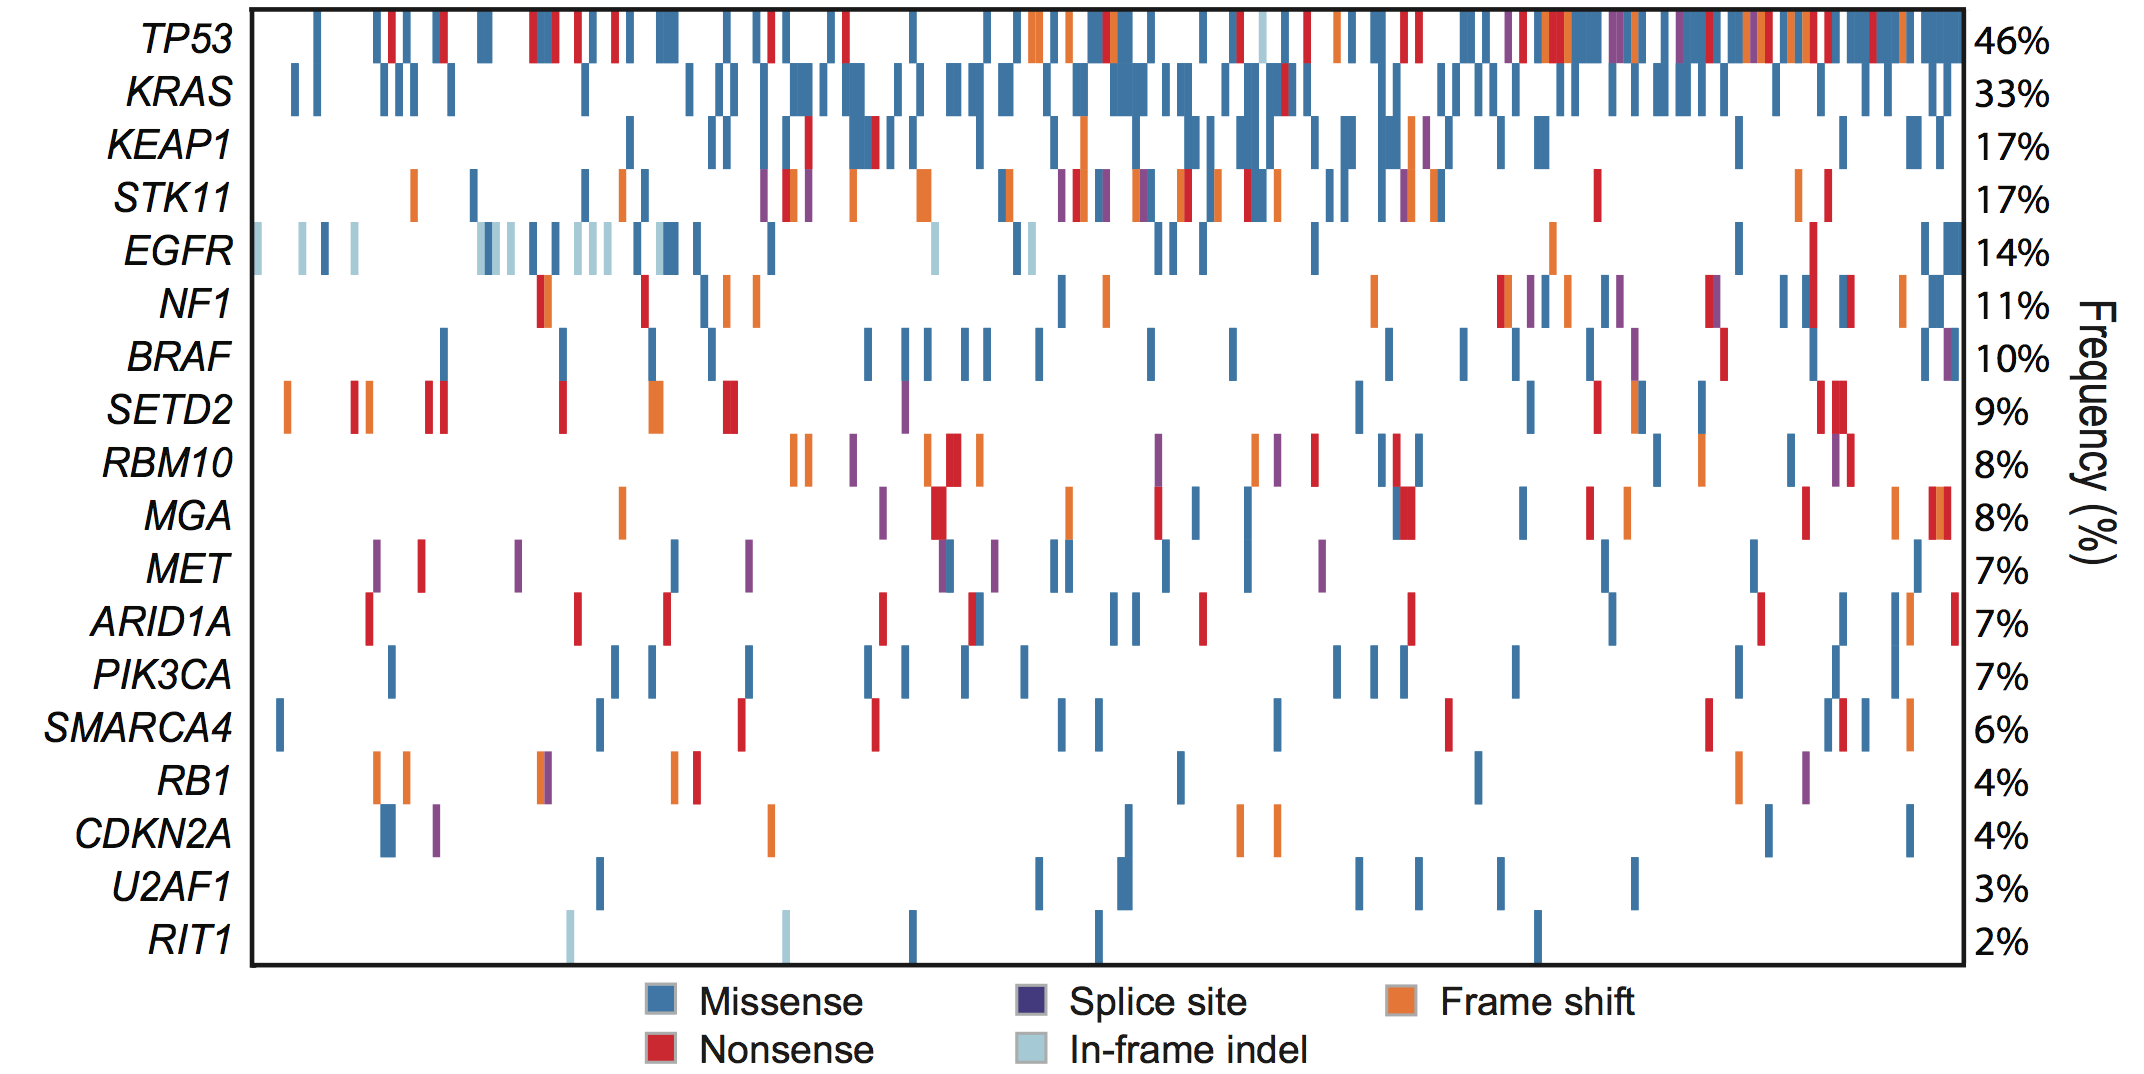 TP53 46%
KRAS 33%
KEAP1 17%
STK11 17%
EGFR 14%
NF1 11%
BRAF 10%
SETD2 9%
RBM10 8%
MGA 8%
MET 7%
ARID1A 7%
PIK3CA 7%
SMARCA4 6%
RB1 4%
CDKN2A 4%
U2AF1 3%
RIT1 2%
Frequency (%)
Missense Splice site Frame shift
Nonsense In-frame indel